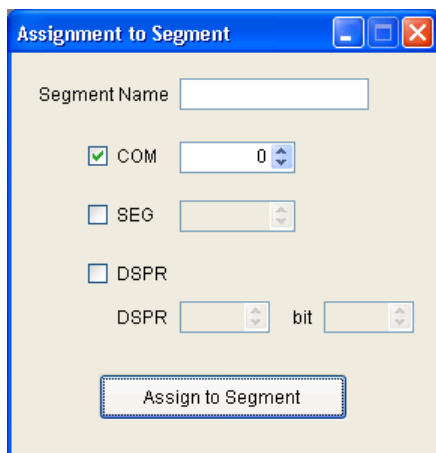 Assignment to Segment
Segment Name
COM 0
SEG
DSPR
DSPR bit
Assign to Segment